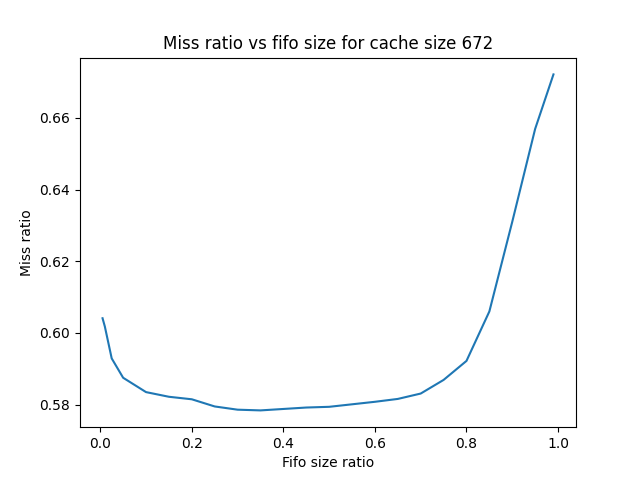 Miss ratio vs fifo size for cache size 672
Miss ratio
0.66
0.64
0.62
0.60
0.58
0.0 0.2 0.4 0.6 0.8 1.0
Fifo size ratio